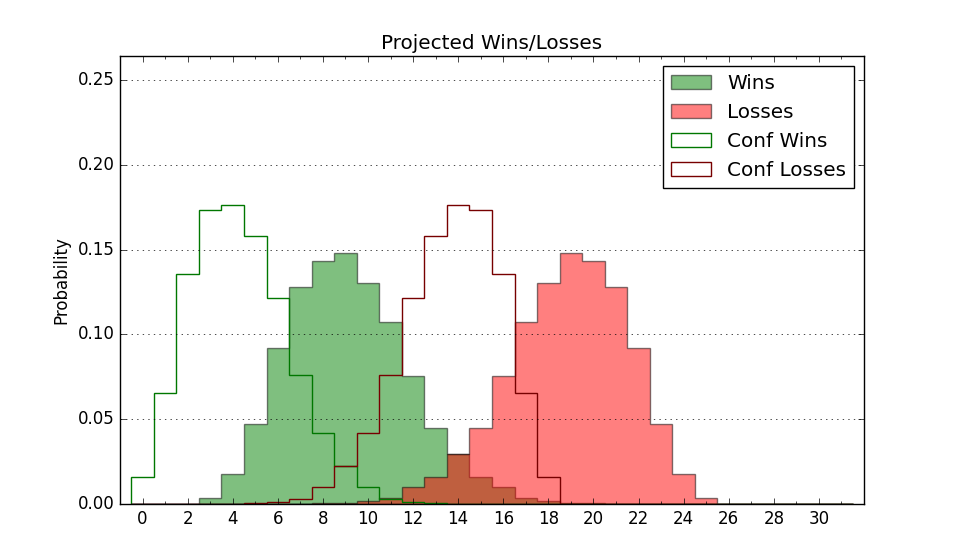 Projected Wins/Losses
0.25
0.20
0.15
0.10
0.05
0.00
Probability
Wins
Losses
Conf Wins
Conf Losses
0 2 4 6 8 10 12 14 16 18 20 22 24 26 28 30